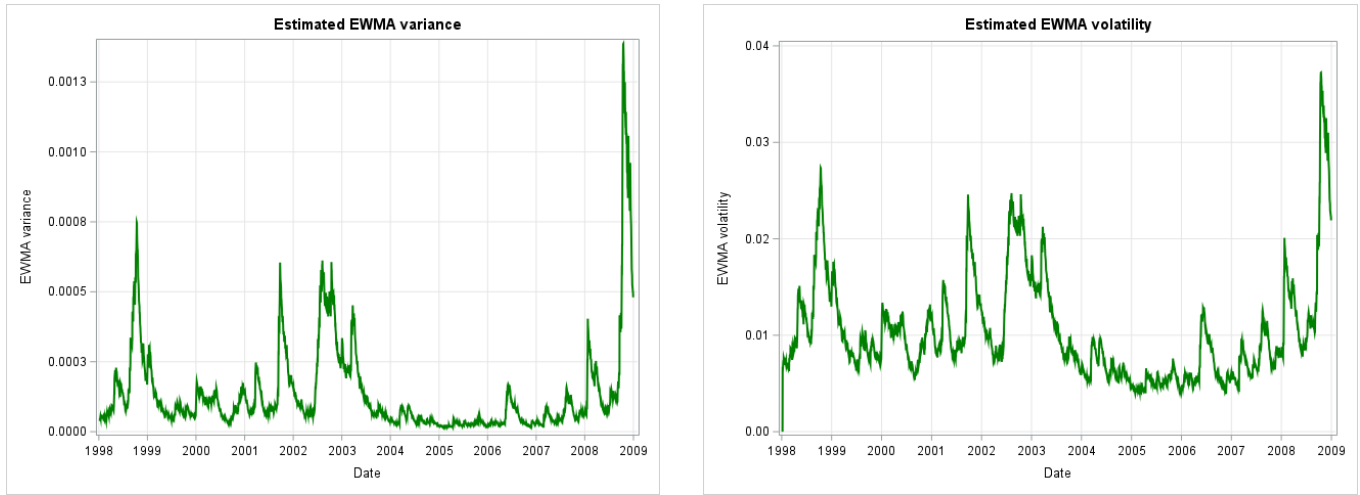 Estimated EWMA variance
EWMA variance
0.0013
0.0010
0.0008
0.0005
0.0003
0.0000
1998 1999 2000 2001 2002 2003 2004 2005 2006 2007 2008 2009
Date
Estimated EWMA volatility
EWMA volatility
0.04
0.03
0.02
0.01
0.00
1998 1999 2000 2001 2002 2003 2004 2005 2006 2007 2008 2009
Date